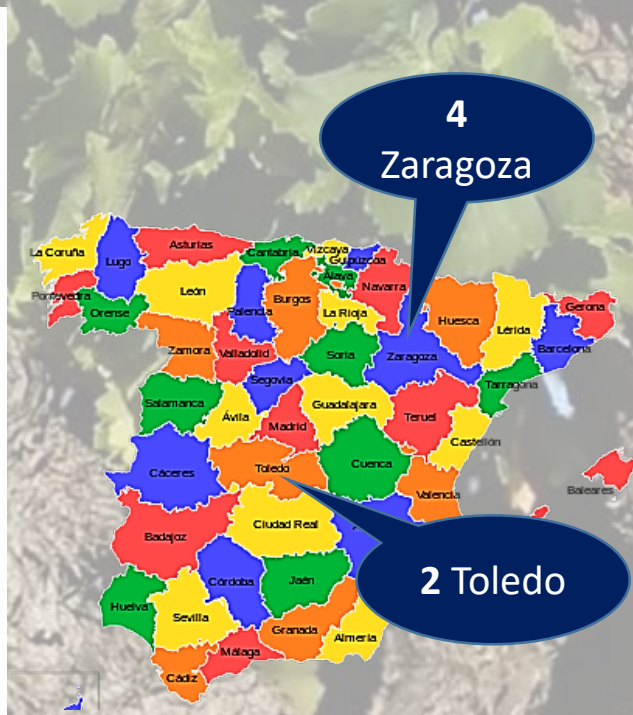 4
Zaragoza
La Coruña
Lugo
Asturias
Cantabria
Vizcaya
Guipúzcoa
Álava
Navarra
Pontevedra
Orense
León
Palencia
Burgos
La Rioja
Huesca
Lérida
Gerona
Barcelona
Zamora
Valladolid
Soria
Zaragoza
Tarragona
Segovia
Salamanca
Ávila
Guadalajara
Teruel
Madrid
Castellón
Cáceres
Toledo
Cuenca
Valencia
Baleares
Badajoz
Ciudad Real
2 Toledo
Córdoba
Jaén
Huelva
Sevilla
Granada
Almería
Málaga
Cádiz